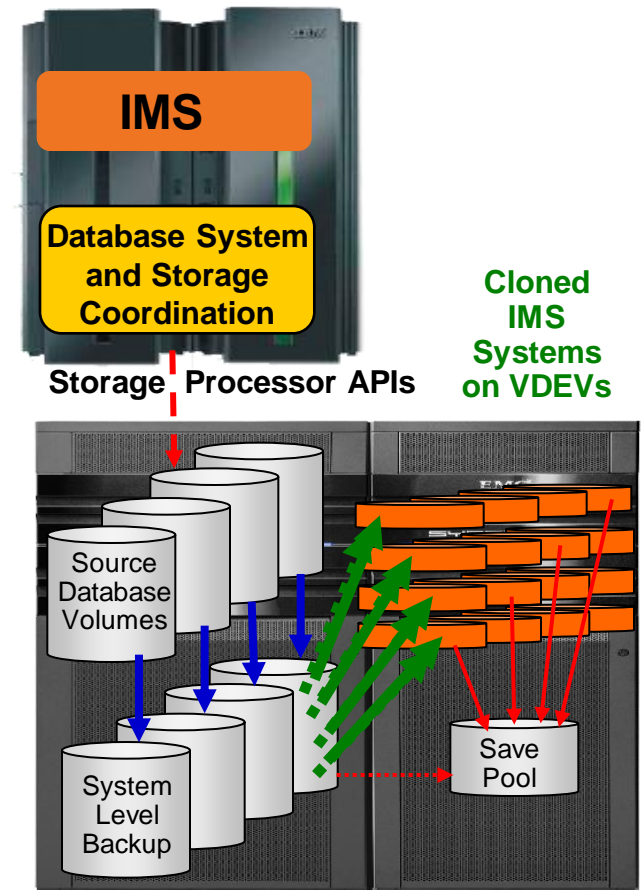 IMS
Database System
and Storage
Coordination
Cloned
IMS
Systems
on VDEVs
Storage Processor APIs
EMC
Source
Database
Volumes
System
Level
Backup
Save
Pool